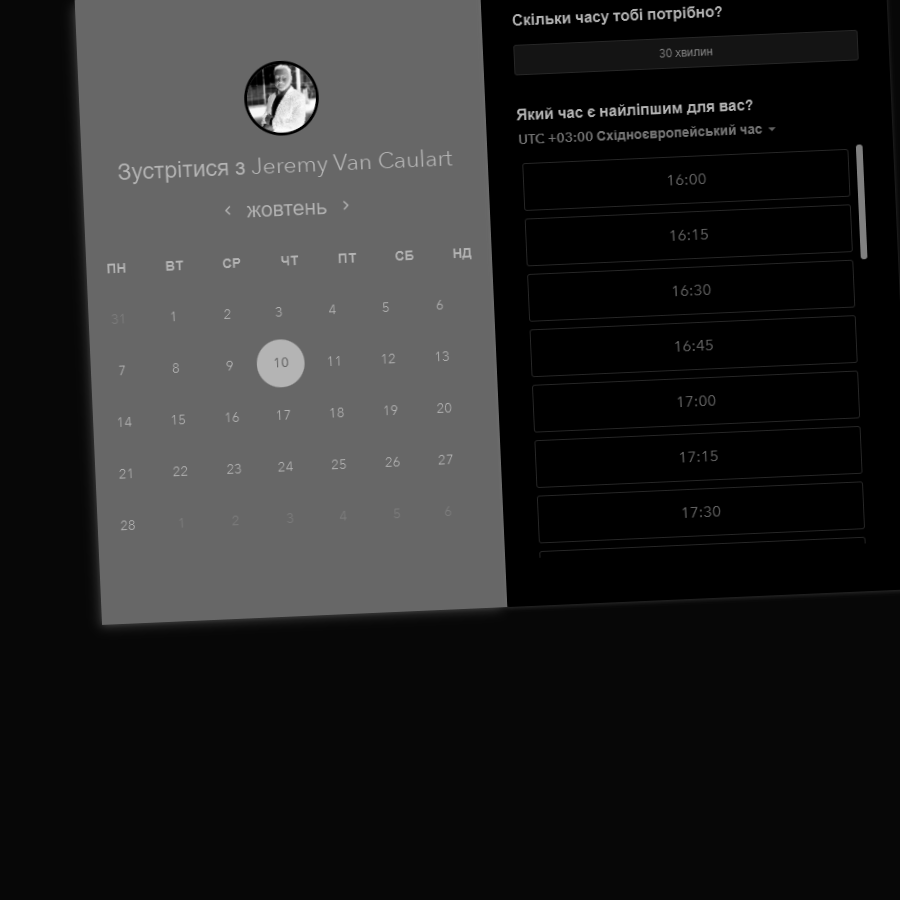 Зустрітися з Jeremy Van Caulart
жовтень
ПН ВТ СР ЧТ ПТ СБ НД
31 1 2 3 4 5 6
7 8 9 10 11 12 13
14 15 16 17 18 19 20
21 22 23 24 25 26 27
28 1 2 3 4 5 6
Скільки часу тобі потрібно?
30 хвилин
Який час є найліпшим для вас?
UTC +03:00 Східноєвропейський час
16:00
16:15
16:30
16:45
17:00
17:15
17:30